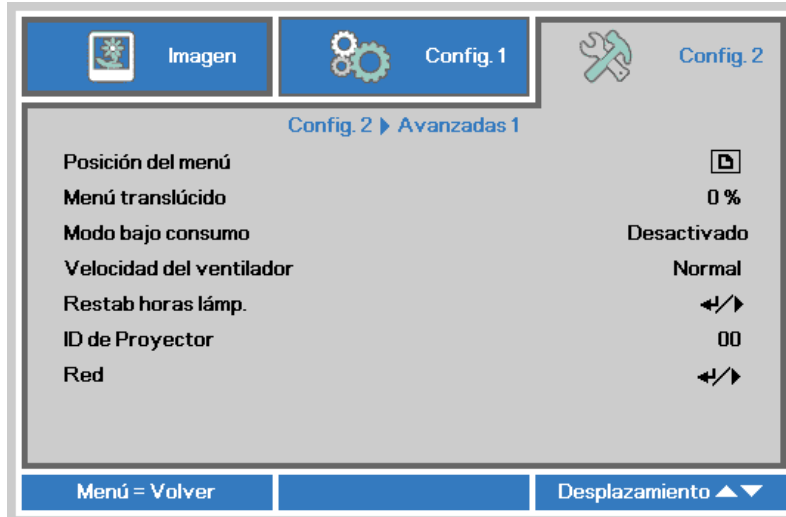 Imagen Config. 1 Config. 2
Config. 2 Avanzadas 1
Posición del menú
Menú translúcido 0 %
Modo bajo consumo Desactivado
Velocidad del ventilador Normal
Restab horas lámp.
ID de Proyector 00
Red
Menú = Volver Desplazamiento